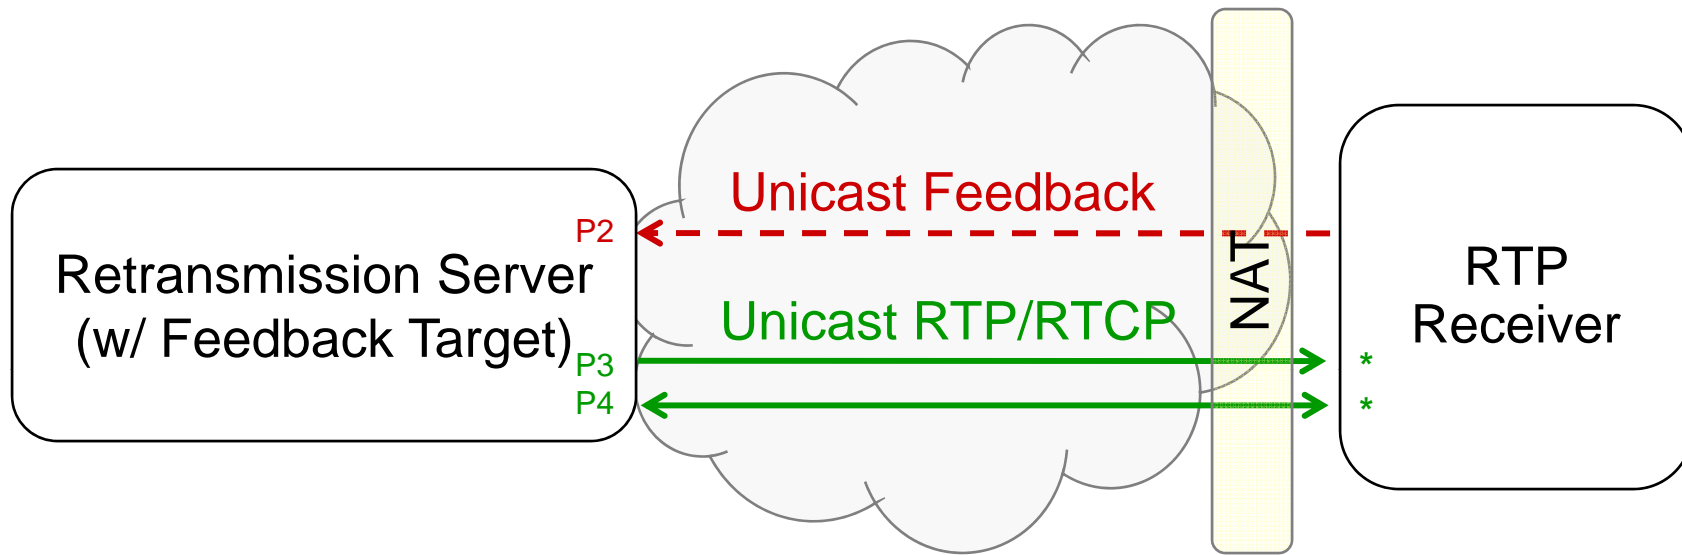 Unicast Feedback
P2
Retransmission Server
(w/ Feedback Target)
NAT
RTP
Receiver
Unicast RTP/RTCP
P3
*
P4
*